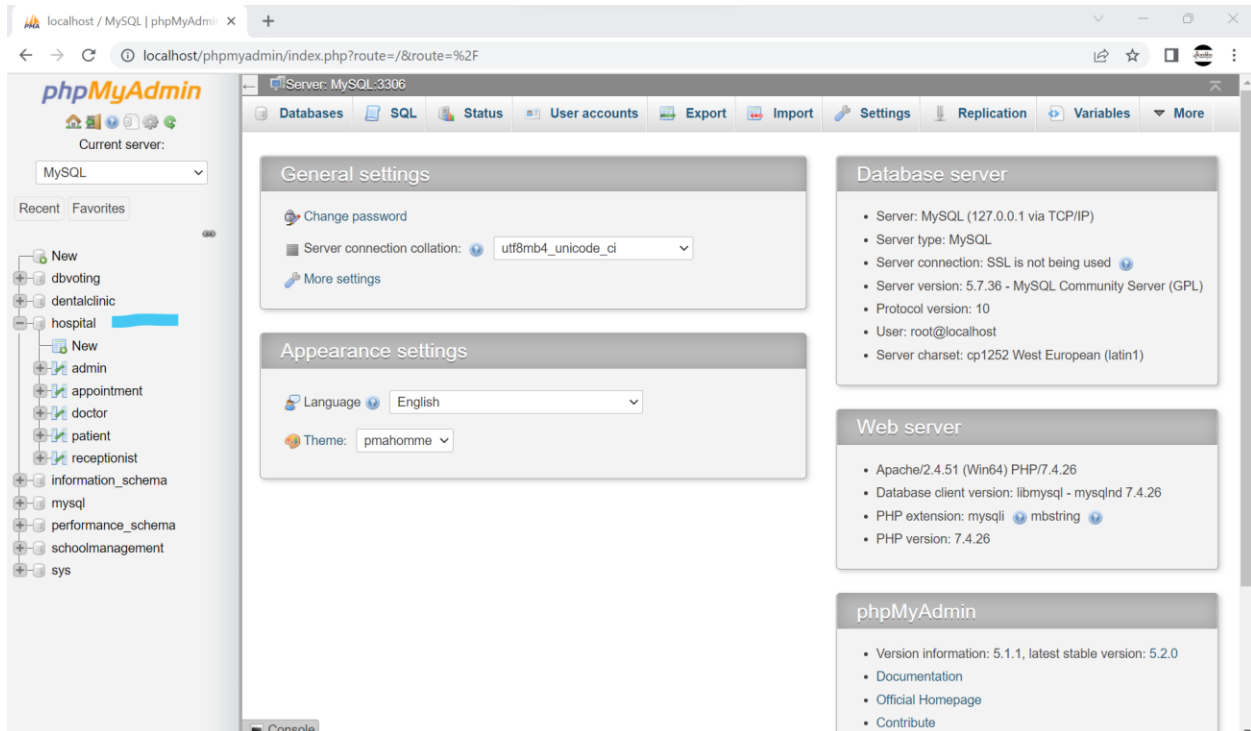 localhost / MySQL | phpMyAdmin
localhost/phpmyadmin/index.php?route=/&route=%2F
phpMyAdmin
Current server:
MySQL
Recent Favorites
New
dbvoting
dentalclinic
hospital
New
admin
appointment
doctor
patient
receptionist
information_schema
mysql
performance_schema
schoolmanagement
sys
Server: MySQL:3306
Databases SQL Status User accounts Export Import Settings Replication Variables More
General settings
Change password
Server connection collation: utf8mb4_unicode_ci
More settings
Appearance settings
Language English
Theme: pmahomme
Console
Database server
• Server: MySQL (127.0.0.1 via TCP/IP)
• Server type: MySQL
• Server connection: SSL is not being used
• Server version: 5.7.36 - MySQL Community Server (GPL)
• Protocol version: 10
• User: root@localhost
• Server charset: cp1252 West European (latin1)
Web server
• Apache/2.4.51 (Win64) PHP/7.4.26
• Database client version: libmysql - mysqlnd 7.4.26
• PHP extension: mysqli mbstring
• PHP version: 7.4.26
phpMyAdmin
• Version information: 5.1.1, latest stable version: 5.2.0
• Documentation
• Official Homepage
• Contribute